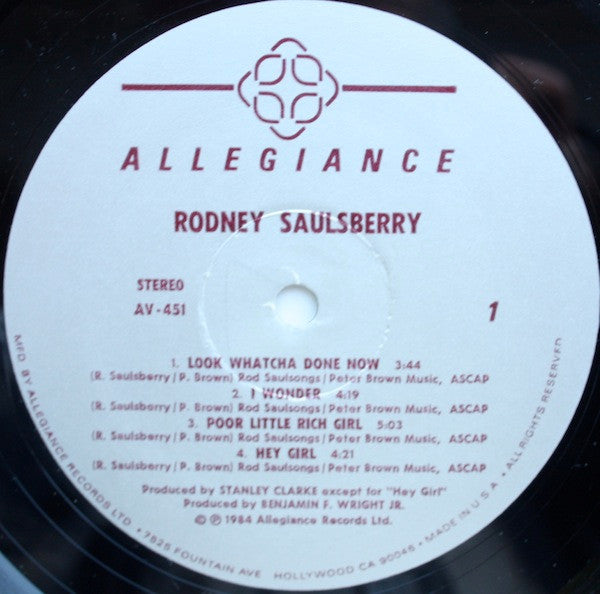 ALLEGIANCE
RODNEY SAULSBERRY
STEREO
AV-451
1
1. LOOK WHATCHA DONE NOW 3:44
(R. Saulsberry/P. Brown) Rod Saulsongs/Peter Brown Music, ASCAP
2. I WONDER 4:19
(R. Saulsberry/P. Brown) Rod Saulsongs/Peter Brown Music, ASCAP
3. POOR LITTLE RICH GIRL 5:03
(R. Saulsberry/P. Brown) Rod Saulsongs/Peter Brown Music, ASCAP
4. HEY GIRL 4:21
(R. Saulsberry/P. Brown) Rod Saulsongs/Peter Brown Music, ASCAP
Produced by STANLEY CLARKE except for "Hey Girl"
Produced by BENJAMIN F. WRIGHT JR.
© ℗ 1984 Allegiance Records Ltd.
MFD. BY ALLEGIANCE RECORDS LTD. • 7525 FOUNTAIN AVE HOLLYWOOD CA 90046 • MADE IN U.S.A. • ALL RIGHTS RESERVED